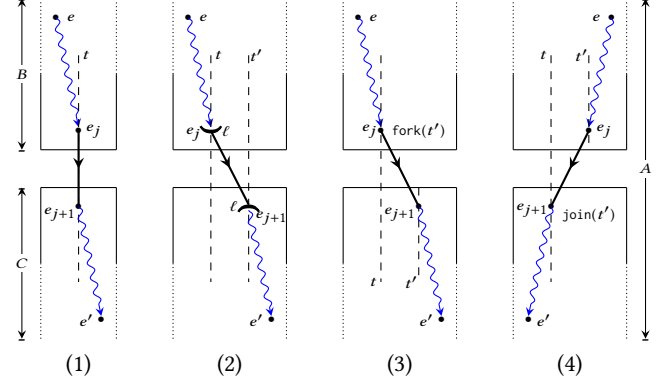 e e e e
t t t′ t t t′
B
e_j e_j ℓ e_j fork(t′) e_j
A
e_{j+1} ℓ e_{j+1} e_{j+1} e_{j+1} join(t′)
C
t t′
e′ e′ e′ e′
(1) (2) (3) (4)